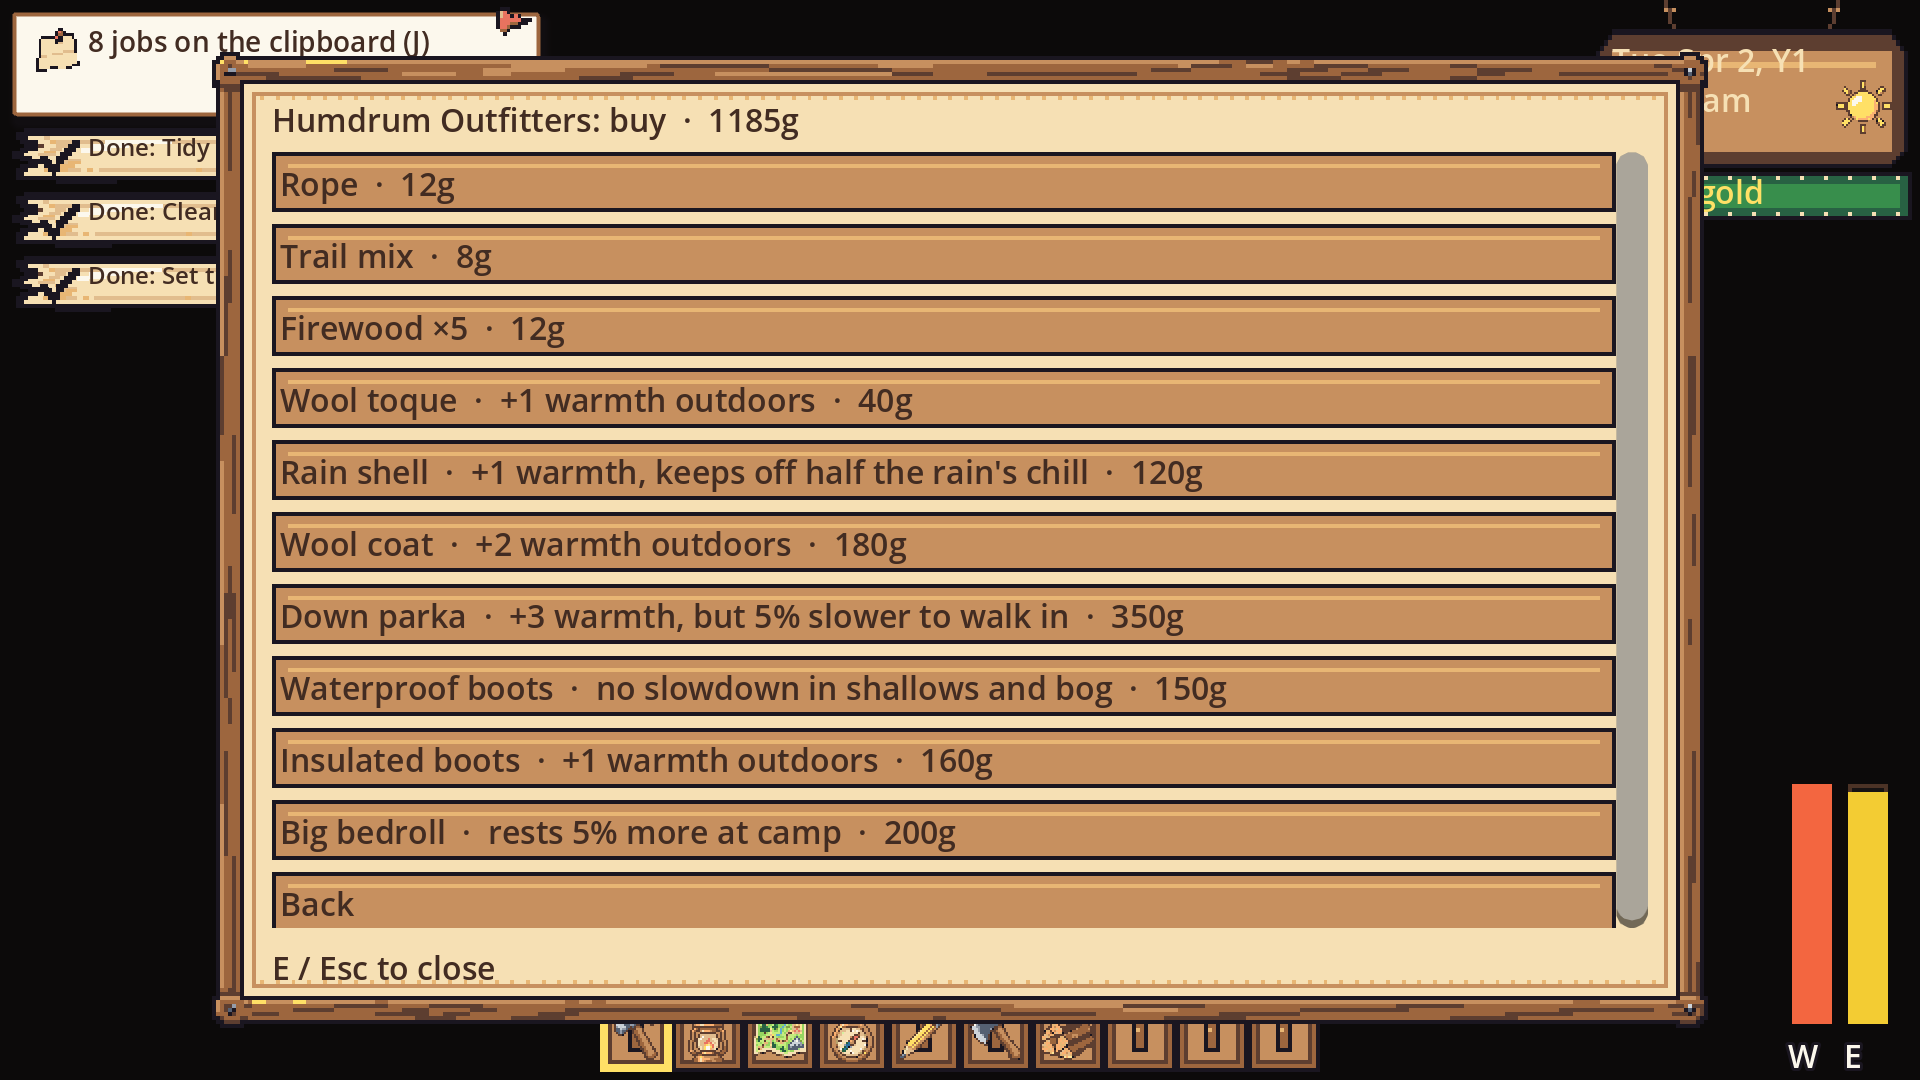 8 jobs on the clipboard (J)
Done: Tidy
Done: Clear
Done: Set t
Humdrum Outfitters: buy · 1185g
Rope · 12g
Trail mix · 8g
Firewood ×5 · 12g
Wool toque · +1 warmth outdoors · 40g
Rain shell · +1 warmth, keeps off half the rain's chill · 120g
Wool coat · +2 warmth outdoors · 180g
Down parka · +3 warmth, but 5% slower to walk in · 350g
Waterproof boots · no slowdown in shallows and bog · 150g
Insulated boots · +1 warmth outdoors · 160g
Big bedroll · rests 5% more at camp · 200g
Back
E / Esc to close
Tue Apr 2, Y1
am
gold
W E